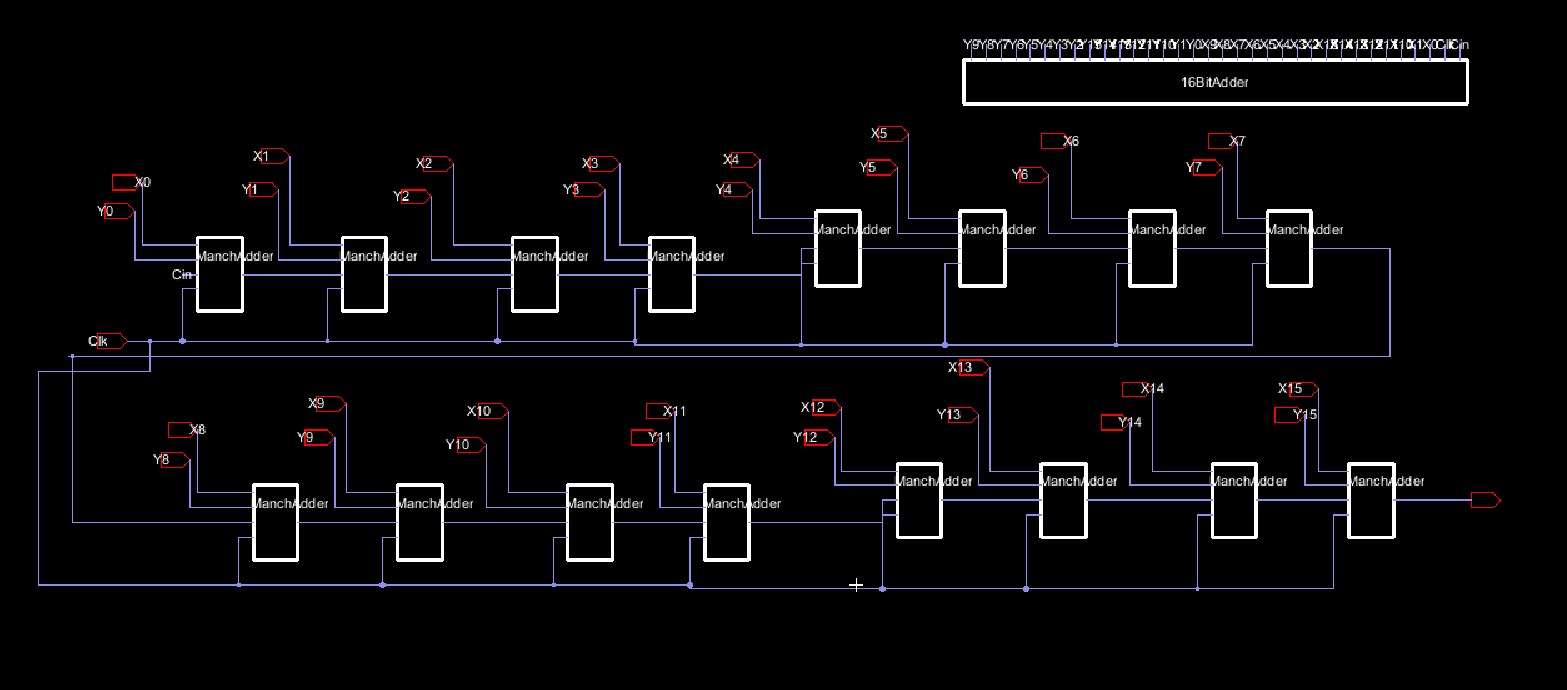 16BitAdder
X5
X6
X7
X1
X2
X3
X4
Y5
Y6
Y7
X0
Y1
Y2
Y3
Y4
Y0
ManchAdder
ManchAdder
ManchAdder
ManchAdder
ManchAdder
ManchAdder
ManchAdder
ManchAdder
Cin
Clk
X13
X14
X15
X9
X10
X11
X12
Y13
Y14
Y15
X8
Y9
Y10
Y11
Y12
Y8
ManchAdder
ManchAdder
ManchAdder
ManchAdder
ManchAdder
ManchAdder
ManchAdder
ManchAdder